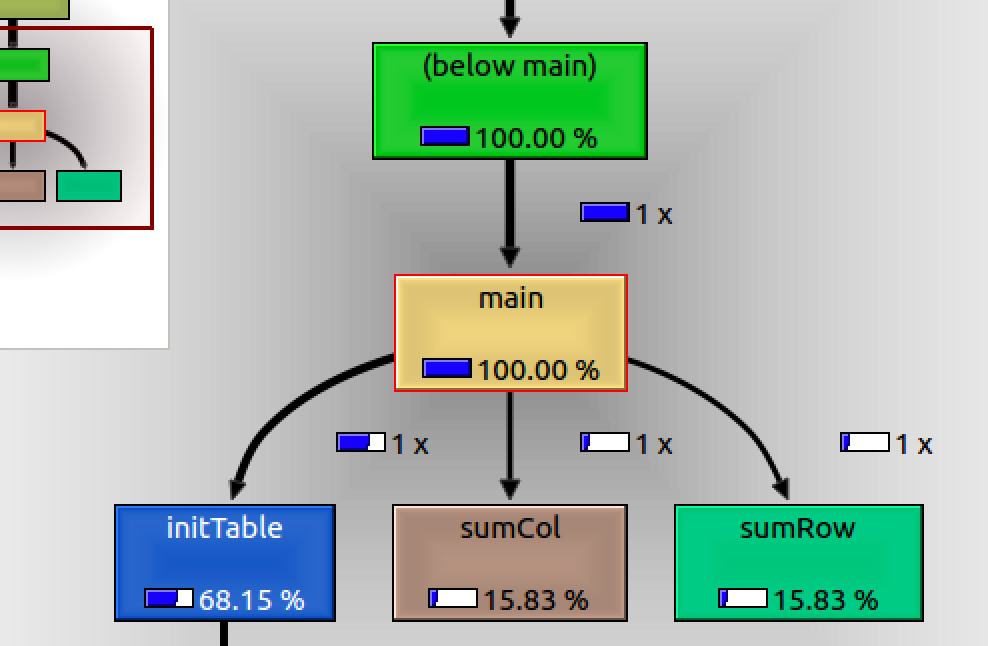 (below main)
100.00 %
1 x
main
100.00 %
1 x
1 x
1 x
initTable
68.15 %
sumCol
15.83 %
sumRow
15.83 %